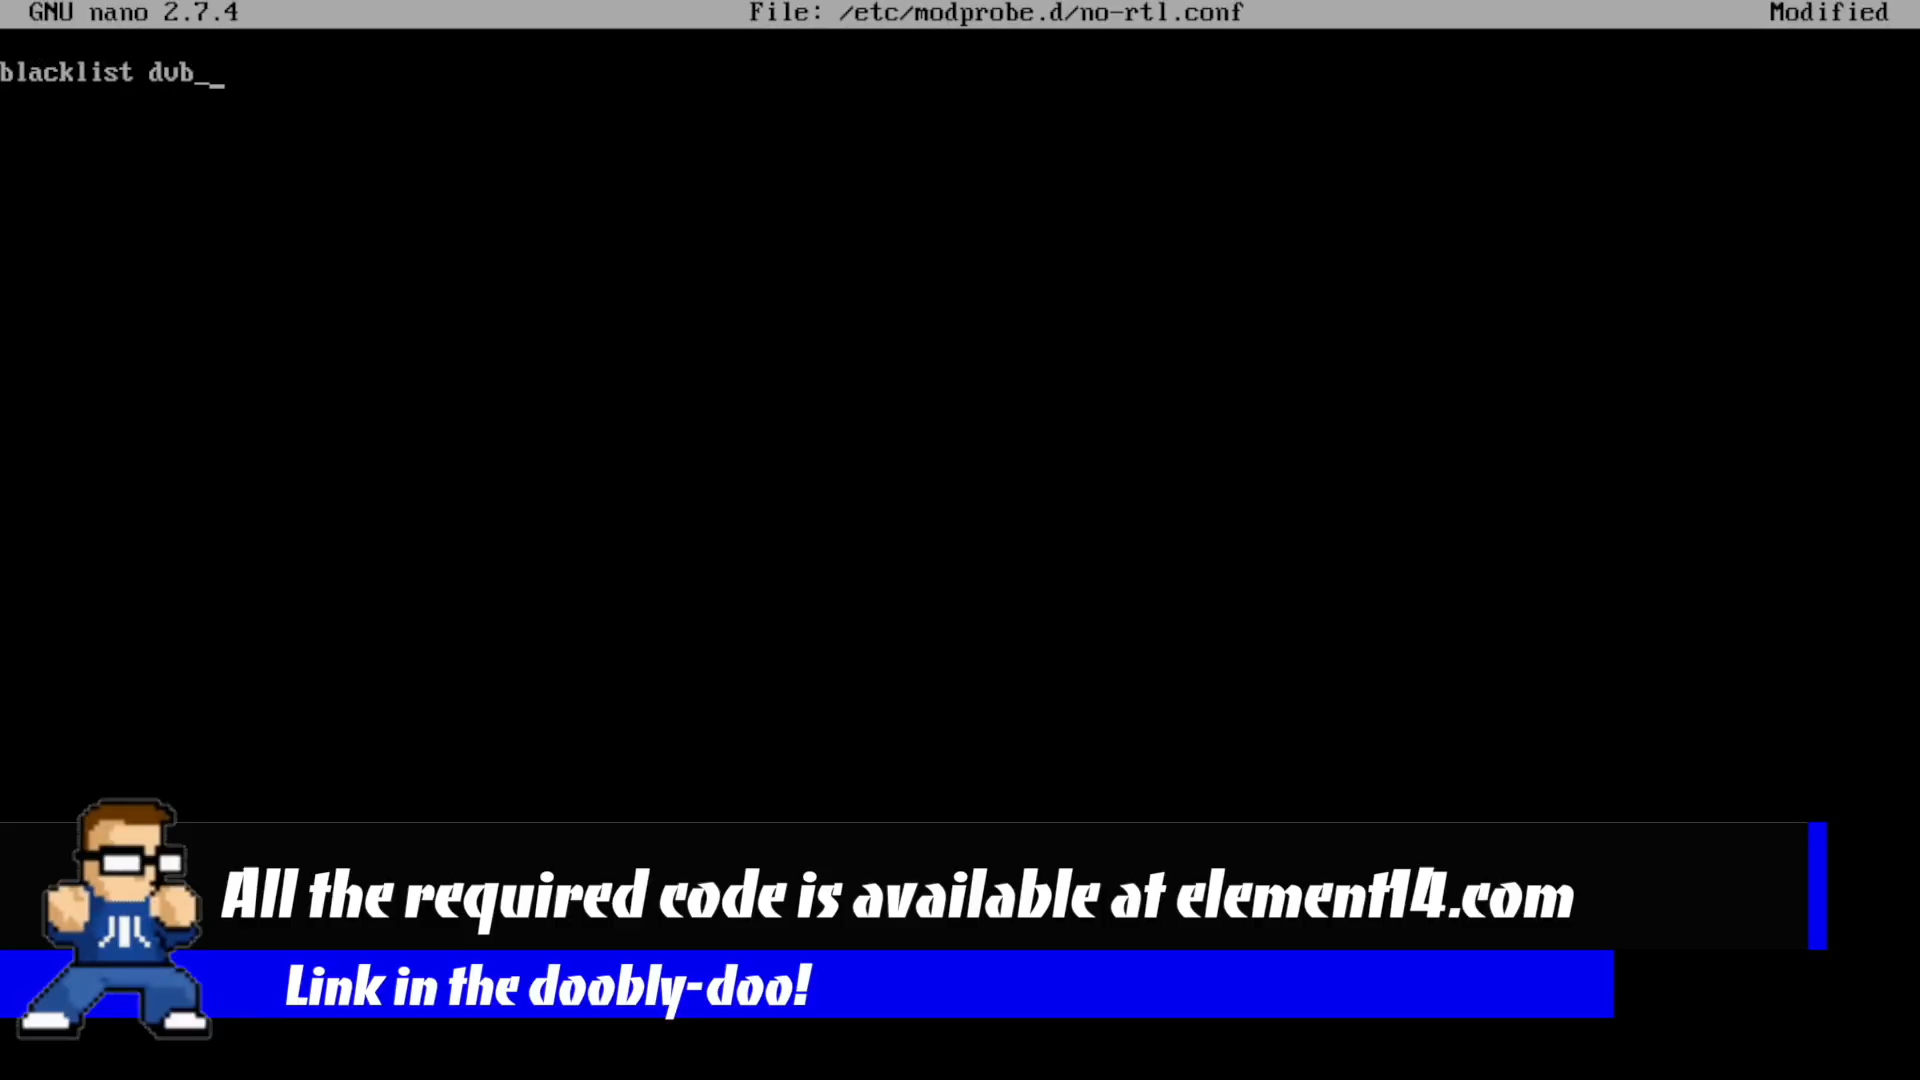 GNU nano 2.7.4 File: /etc/modprobe.d/no-rtl.conf Modified
blacklist dvb_
All the required code is available at element14.com
Link in the doobly-doo!